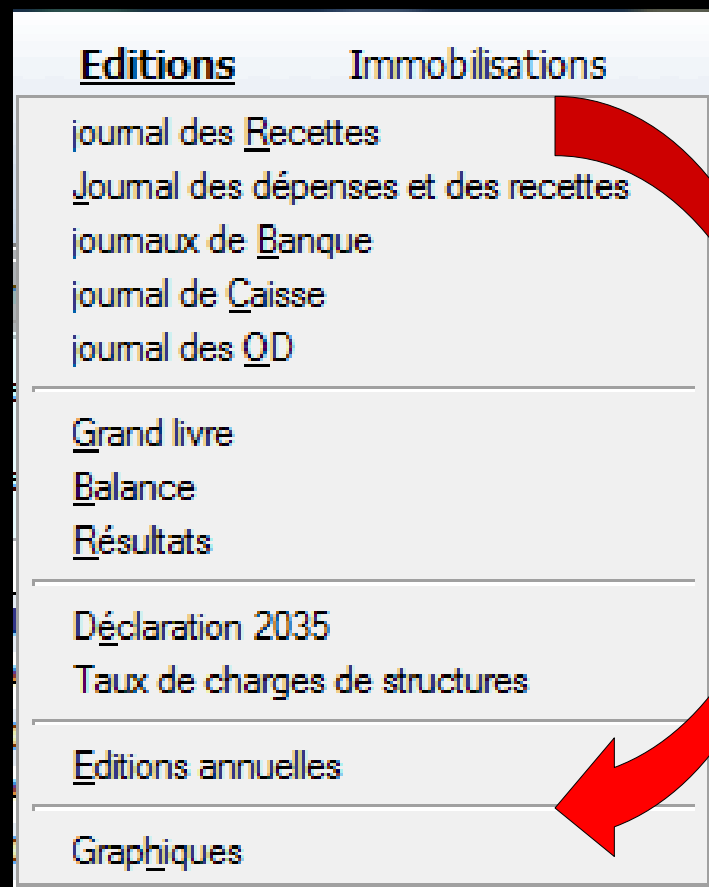 Editions Immobilisations
journal des Recettes
Journal des dépenses et des recettes
journaux de Banque
journal de Caisse
journal des OD
Grand livre
Balance
Résultats
Déclaration 2035
Taux de charges de structures
Editions annuelles
Graphiques